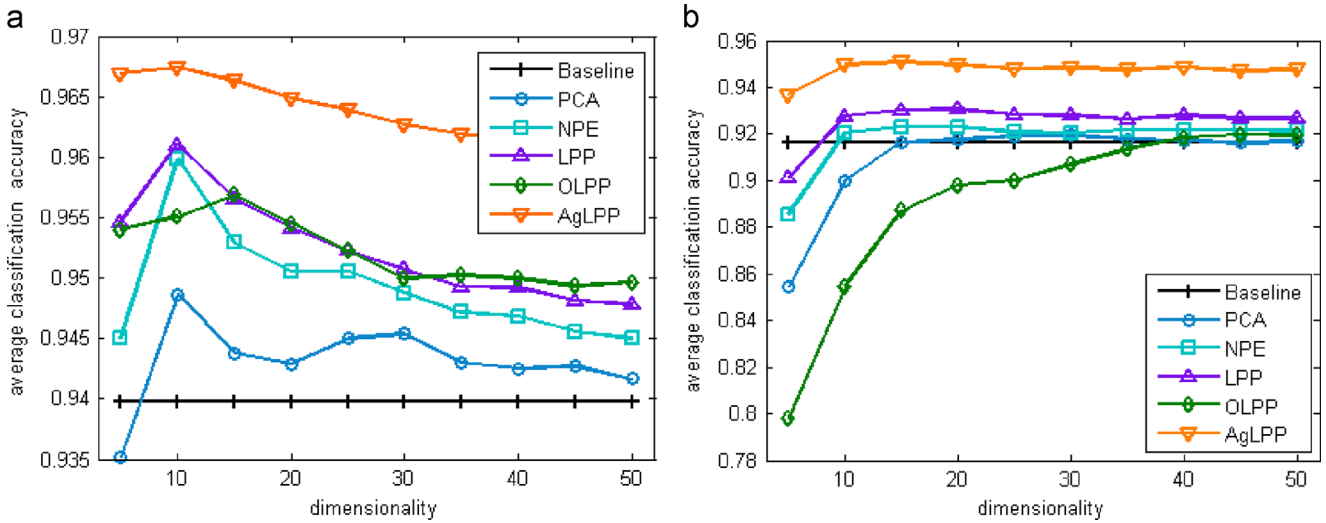 a
0.97
0.965
0.96
0.955
0.95
0.945
0.94
0.935
average classification accuracy
10
20
30
40
50
dimensionality
Baseline
PCA
NPE
LPP
OLPP
AgLPP
b
0.96
0.94
0.92
0.9
0.88
0.86
0.84
0.82
0.8
0.78
average classificatioin accuracy
10
20
30
40
50
dimensionality
Baseline
PCA
NPE
LPP
OLPP
AgLPP